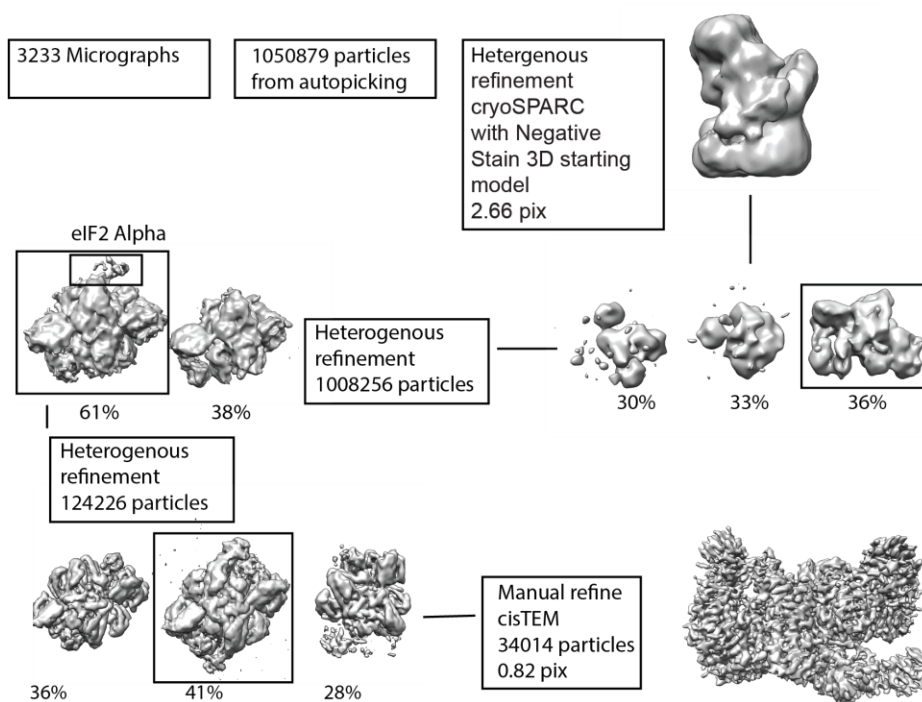 3233 Micrographs
1050879 particles
from autopicking
Hetergenous
refinement
cryoSPARC
with Negative
Stain 3D starting
model
2.66 pix
eIF2 Alpha
61%
38%
Heterogenous
refinement
1008256 particles
30%
33%
36%
Heterogenous
refinement
124226 particles
36%
41%
28%
Manual refine
cisTEM
34014 particles
0.82 pix